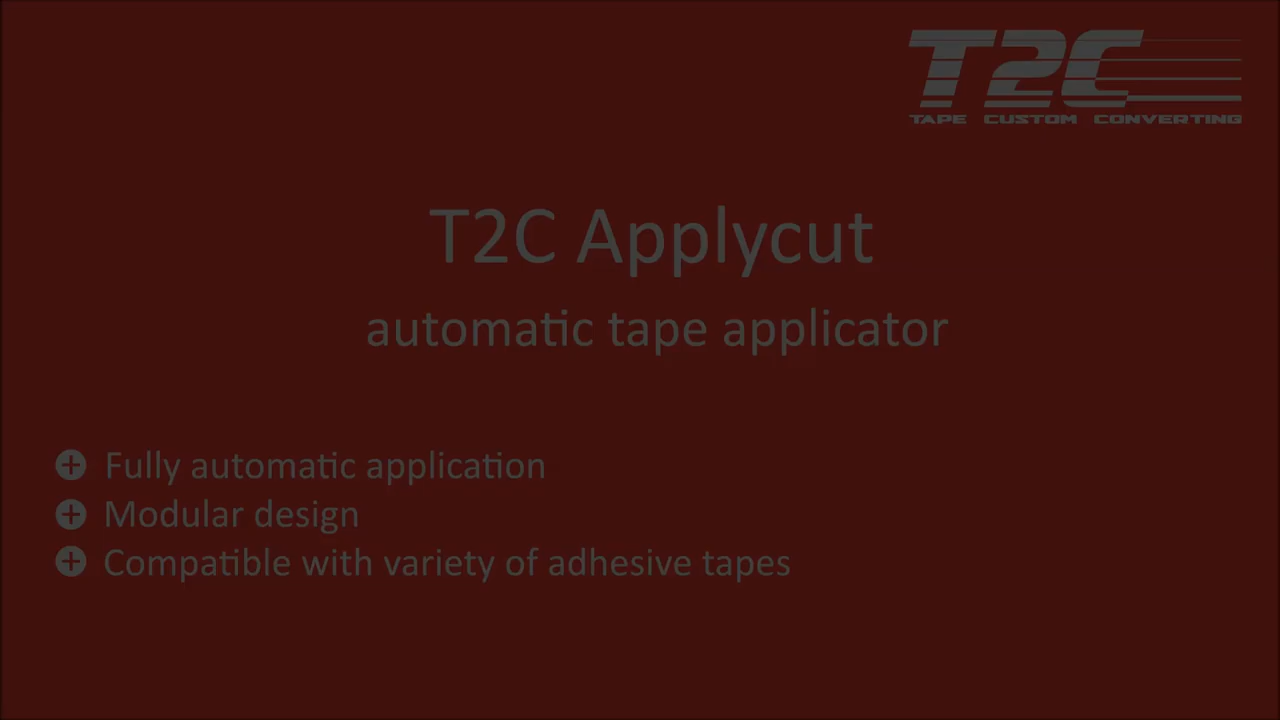 T2C
TAPE CUSTOM CONVERTING
T2C Applycut
automatic tape applicator
Fully automatic application
Modular design
Compatible with variety of adhesive tapes